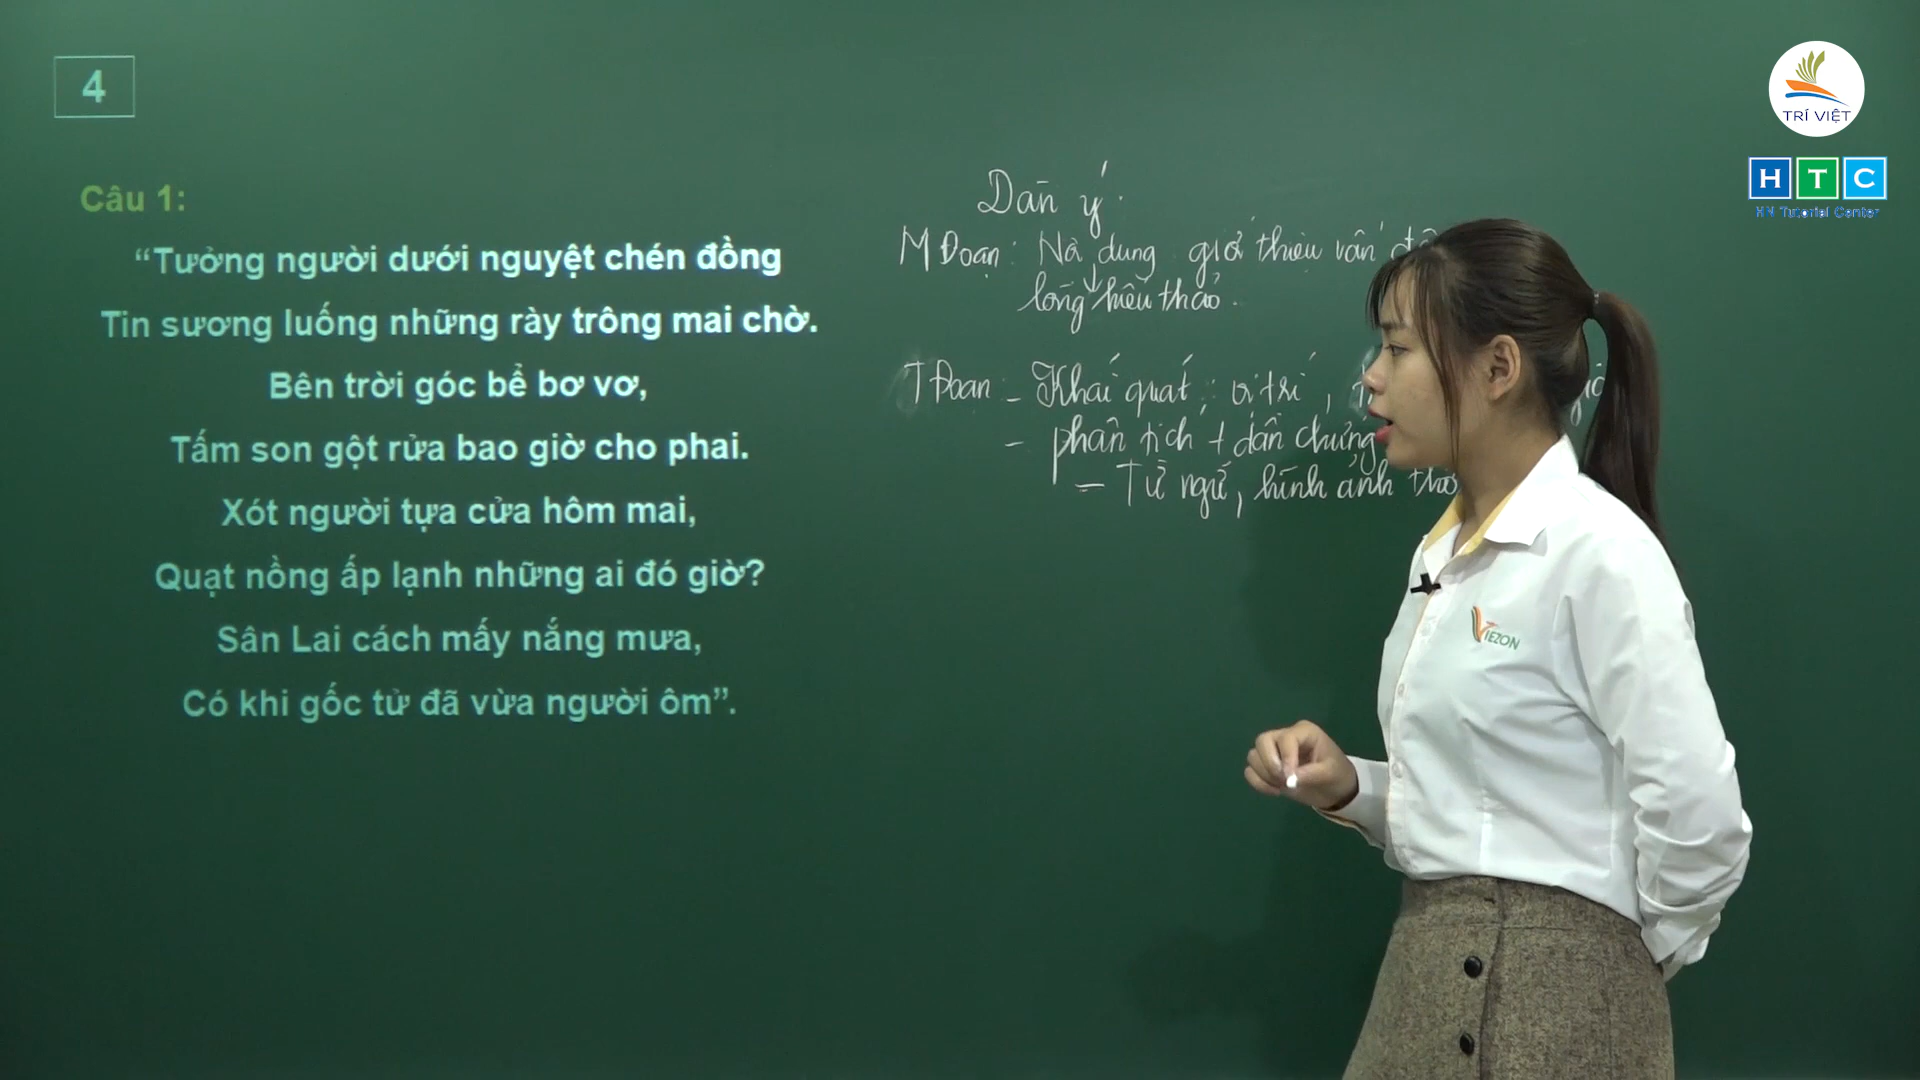 4
Câu 1:
“Tưởng người dưới nguyệt chén đồng
Tin sương luống những rày trông mai chờ.
Bên trời góc bể bơ vơ,
Tấm son gột rửa bao giờ cho phai.
Xót người tựa cửa hôm mai,
Quạt nồng ấp lạnh những ai đó giờ?
Sân Lai cách mấy nắng mưa,
Có khi gốc tử đã vừa người ôm”.
Dàn ý
M Đoạn: dung giới thiệu vấn
lòng hiếu thảo.
T Đoạn - Khái quát: vị trí,
- phân tích + dẫn chứng
- Từ ngữ, hình ảnh
TRÍ VIỆT
H T C
HN Tutorial Center
VIEZON